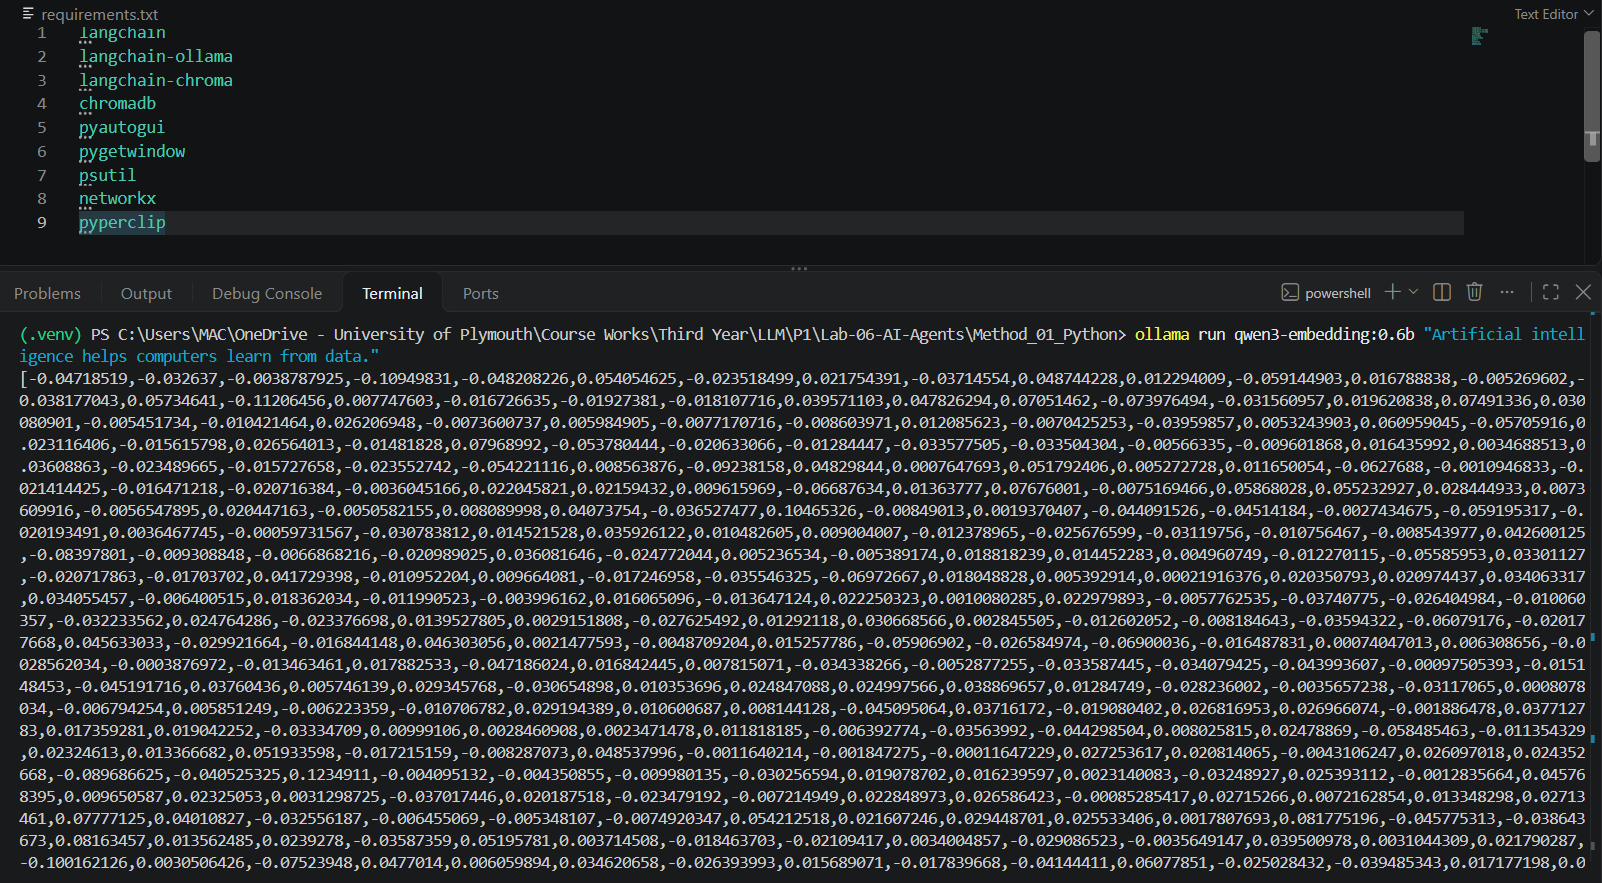 requirements.txt
Text Editor
1 langchain
2 langchain-ollama
3 langchain-chroma
4 chromadb
5 pyautogui
6 pygetwindow
7 psutil
8 networkx
9 pyperclip
Problems Output Debug Console Terminal Ports powershell
(.venv) PS C:\Users\MAC\OneDrive - University of Plymouth\Course Works\Third Year\LLM\P1\Lab-06-AI-Agents\Method_01_Python> ollama run qwen3-embedding:0.6b "Artificial intell
igence helps computers learn from data."
[-0.04718519,-0.032637,-0.0038787925,-0.10949831,-0.048208226,0.054054625,-0.023518499,0.021754391,-0.03714554,0.048744228,0.012294009,-0.059144903,0.016788838,-0.005269602,-
0.038177043,0.05734641,-0.11206456,0.007747603,-0.016726635,-0.01927381,-0.018107716,0.039571103,0.047826294,0.07051462,-0.073976494,-0.031560957,0.019620838,0.07491336,0.030
080901,-0.005451734,-0.010421464,0.026206948,-0.0073600737,0.005984905,-0.0077170716,-0.008603971,0.012085623,-0.0070425253,-0.03959857,0.0053243903,0.060959045,-0.05705916,0
.023116406,-0.015615798,0.026564013,-0.01481828,0.07968992,-0.053780444,-0.020633066,-0.01284447,-0.033577505,-0.033504304,-0.00566335,-0.009601868,0.016435992,0.0034688513,0
.03608863,-0.023489665,-0.015727658,-0.023552742,-0.054221116,0.008563876,-0.09238158,0.04829844,0.0007647693,0.051792406,0.005272728,0.011650054,-0.0627688,-0.0010946833,-0.
021414425,-0.016471218,-0.020716384,-0.0036045166,0.022045821,0.02159432,0.009615969,-0.06687634,0.01363777,0.07676001,-0.0075169466,0.05868028,0.055232927,0.028444933,0.0073
609916,-0.0056547895,0.020447163,-0.0050582155,0.008089998,0.04073754,-0.036527477,0.10465326,-0.00849013,0.0019370407,-0.044091526,-0.04514184,-0.0027434675,-0.059195317,-0.
020193491,0.0036467745,-0.00059731567,-0.030783812,0.014521528,0.035926122,0.010482605,0.009004007,-0.012378965,-0.025676599,-0.03119756,-0.010756467,-0.008543977,0.042600125
,-0.08397801,-0.009308848,-0.0066868216,-0.020989025,0.036081646,-0.024772044,0.005236534,-0.005389174,0.018818239,0.014452283,0.004960749,-0.012270115,-0.05585953,0.03301127
,-0.020717863,-0.01703702,0.041729398,-0.010952204,0.009664081,-0.017246958,-0.035546325,-0.06972667,0.018048828,0.005392914,0.00021916376,0.020350793,0.020974437,0.034063317
,0.034055457,-0.006400515,0.018362034,-0.011990523,-0.003996162,0.016065096,-0.013647124,0.022250323,0.0010080285,0.022979893,-0.0057762535,-0.03740775,-0.026404984,-0.010060
357,-0.032233562,0.024764286,-0.023376698,0.0139527805,0.0029151808,-0.027625492,0.01292118,0.030668566,0.002845505,-0.012602052,-0.008184643,-0.03594322,-0.06079176,-0.02017
7668,0.045633033,-0.029921664,-0.016844148,0.046303056,0.0021477593,-0.0048709204,0.015257786,-0.05906902,-0.026584974,-0.06900036,-0.016487831,0.00074047013,0.006308656,-0.0
028562034,-0.0003876972,-0.013463461,0.017882533,-0.047186024,0.016842445,0.007815071,-0.034338266,-0.0052877255,-0.033587445,-0.034079425,-0.043993607,-0.00097505393,-0.0151
48453,-0.045191716,0.03760436,0.005746139,0.029345768,-0.030654898,0.010353696,0.024847088,0.024997566,0.038869657,0.01284749,-0.028236002,-0.0035657238,-0.03117065,0.0008078
034,-0.006794254,0.005851249,-0.006223359,-0.010706782,0.029194389,0.010600687,0.008144128,-0.045095064,0.03716172,-0.019080402,0.026816953,0.026966074,-0.001886478,0.0377127
83,0.017359281,0.019042252,-0.03334709,0.00999106,0.0028460908,0.0023471478,0.011818185,-0.006392774,-0.03563992,-0.044298504,0.008025815,0.02478869,-0.058485463,-0.011354329
,0.02324613,0.013366682,0.051933598,-0.017215159,-0.008287073,0.048537996,-0.0011640214,-0.001847275,-0.00011647229,0.027253617,0.020814065,-0.0043106247,0.026097018,0.024352
668,-0.089686625,-0.040525325,0.1234911,-0.004095132,-0.004350855,-0.009980135,-0.030256594,0.019078702,0.016239597,0.0023140083,-0.03248927,0.025393112,-0.0012835664,0.04576
8395,0.009650587,0.02325053,0.0031298725,-0.037017446,0.020187518,-0.023479192,-0.007214949,0.022848973,0.026586423,-0.00085285417,0.02715266,0.0072162854,0.013348298,0.02713
461,0.07777125,0.04010827,-0.032556187,-0.006455069,-0.005348107,-0.0074920347,0.054212518,0.021607246,0.029448701,0.025533406,0.0017807693,0.081775196,-0.045775313,-0.038643
673,0.08163457,0.013562485,0.0239278,-0.03587359,0.05195781,0.003714508,-0.018463703,-0.02109417,0.0034004857,-0.029086523,-0.0035649147,0.039500978,0.0031044309,0.021790287,
-0.100162126,0.0030506426,-0.07523948,0.0477014,0.006059894,0.034620658,-0.026393993,0.015689071,-0.017839668,-0.04144411,0.06077851,-0.025028432,-0.039485343,0.017177198,0.0